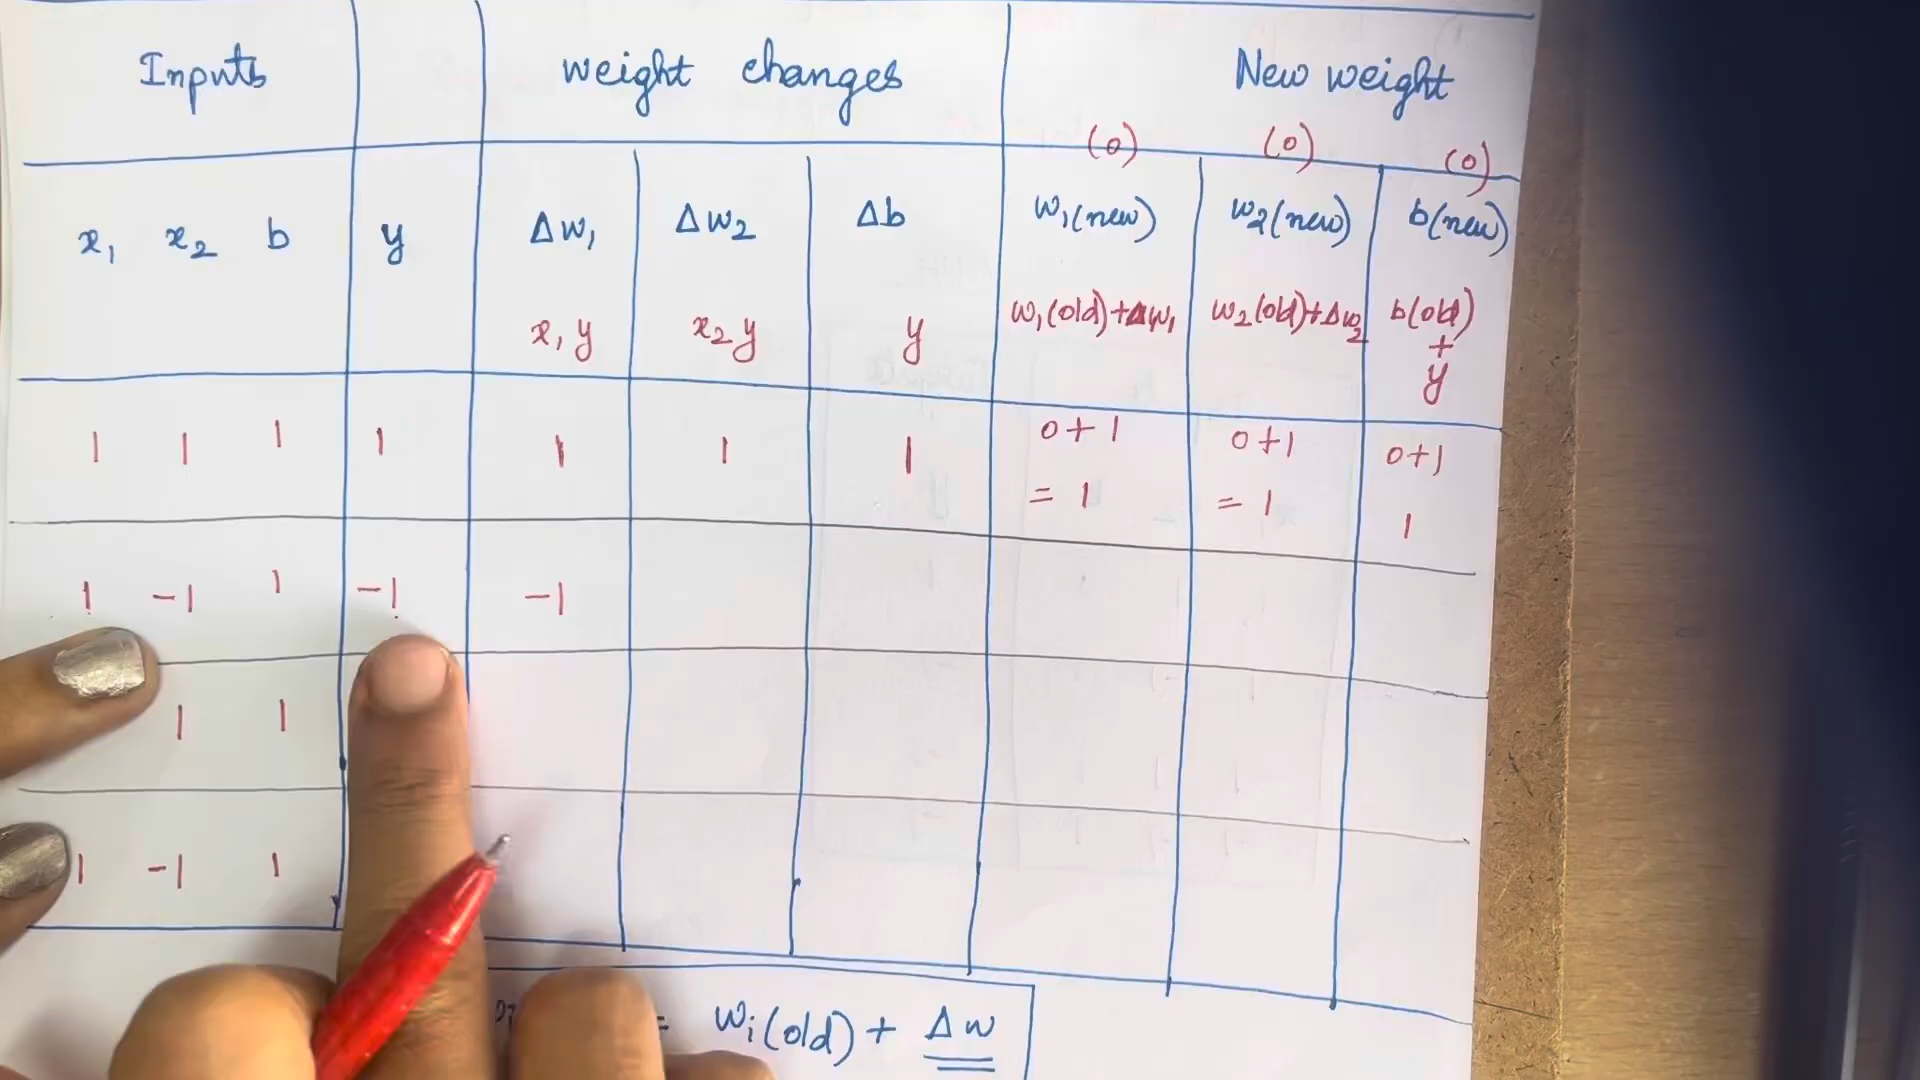 Inputs weight changes New weight
(0) (0) (0)
x₁ x₂ b y Δw₁ Δw₂ Δb w₁(new) w₂(new) b(new)
x₁y x₂y y w₁(old)+Δw₁ w₂(old)+Δw₂ b(old)
+
y
1 1 1 1 1 1 1 0+1 0+1 0+1
= 1 = 1 1
1 -1 1 -1 -1
1 1
1 -1 1
= wᵢ(old) + Δw